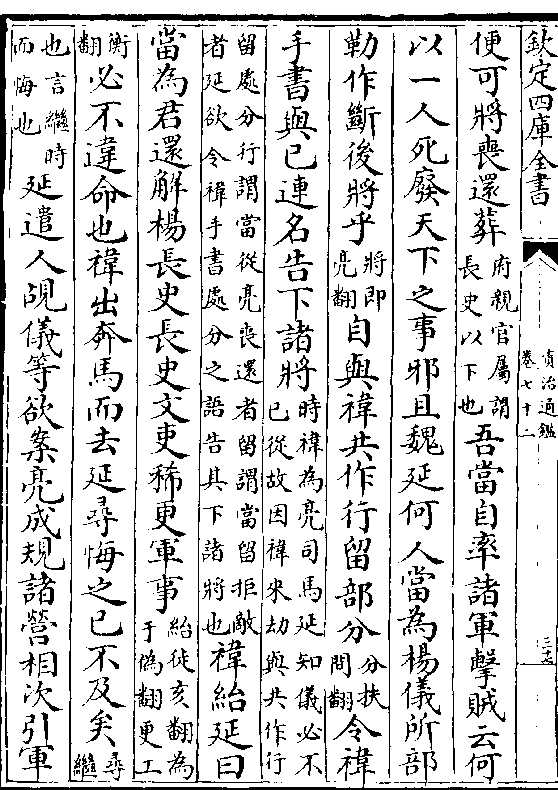 欽定四庫全書
資治通鑑
卷七十二
便可將喪還葬府親官屬謂長史以下也吾當自率諸軍擊賊云何
以一人死廢天下之事邪且魏延何人當為楊儀所部
勒作斷後將乎將即亮翻自與禕共作行留部分分扶問翻令禕
手書與已連名告下諸將時禕為亮司馬延知儀必不已從故因禕來劫與共作行
留處分行謂當從亮喪還者留謂當留拒敵者延欲令禕手書處分之語告其下諸將也禕紿延曰
當為君還解楊長史長史文吏稀更軍事紿徒亥翻為于偽翻更工
衡翻必不違命也禕出奔馬而去延尋悔之已不及矣尋繼
也言繼時而悔也延遣人覘儀等欲案亮成規諸營相次引軍